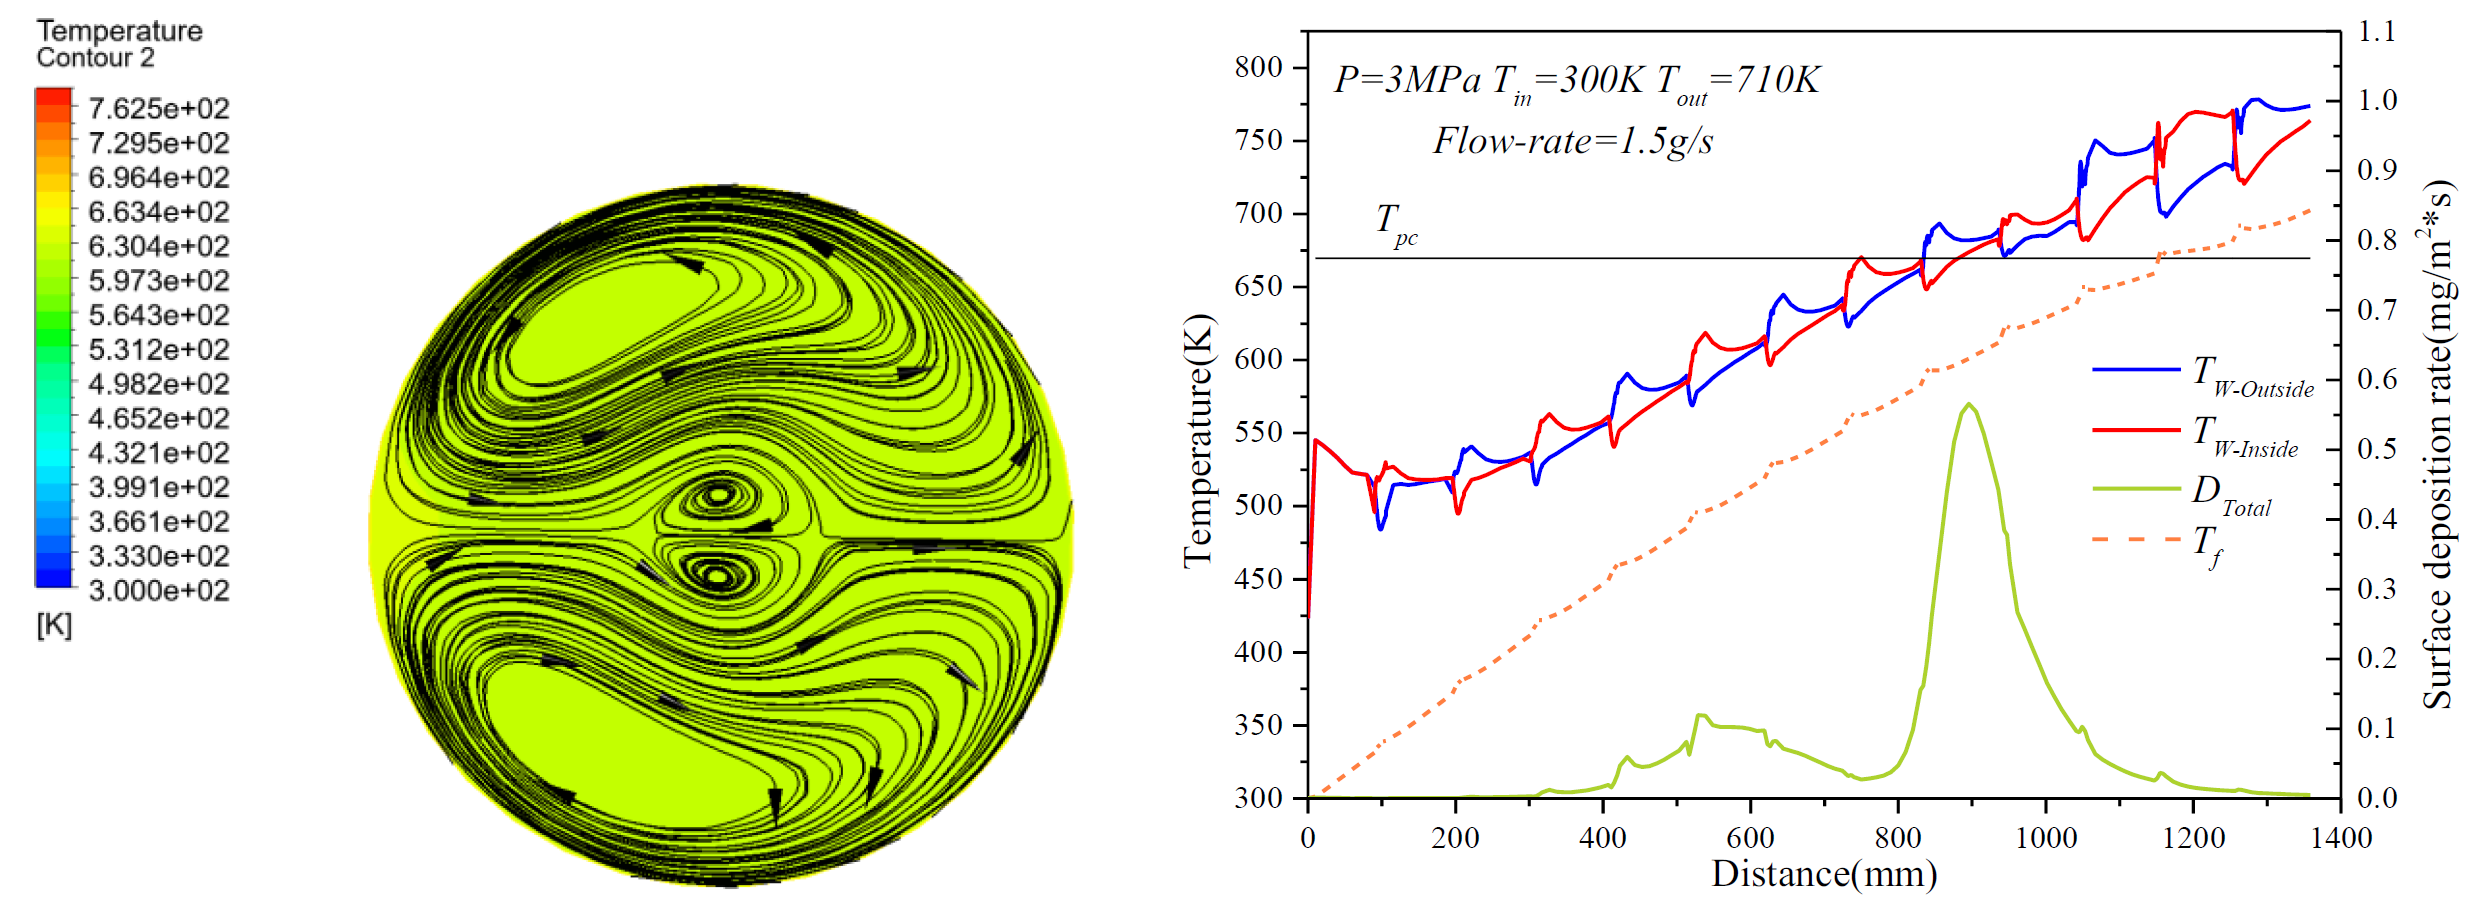 Temperature
Contour 2
7.625e+02
7.295e+02
6.964e+02
6.634e+02
6.304e+02
5.973e+02
5.643e+02
5.312e+02
4.982e+02
4.652e+02
4.321e+02
3.991e+02
3.661e+02
3.330e+02
3.000e+02
[K]
P=3MPa T_in=300K T_out=710K
Flow-rate=1.5g/s
T_pc
T_W-Outside
T_W-Inside
D_Total
T_f
Temperature(K)
800
750
700
650
600
550
500
450
400
350
300
0 200 400 600 800 1000 1200 1400
Distance(mm)
1.1
1.0
0.9
0.8
0.7
0.6
0.5
0.4
0.3
0.2
0.1
0.0
Surface deposition rate(mg/m²*s)